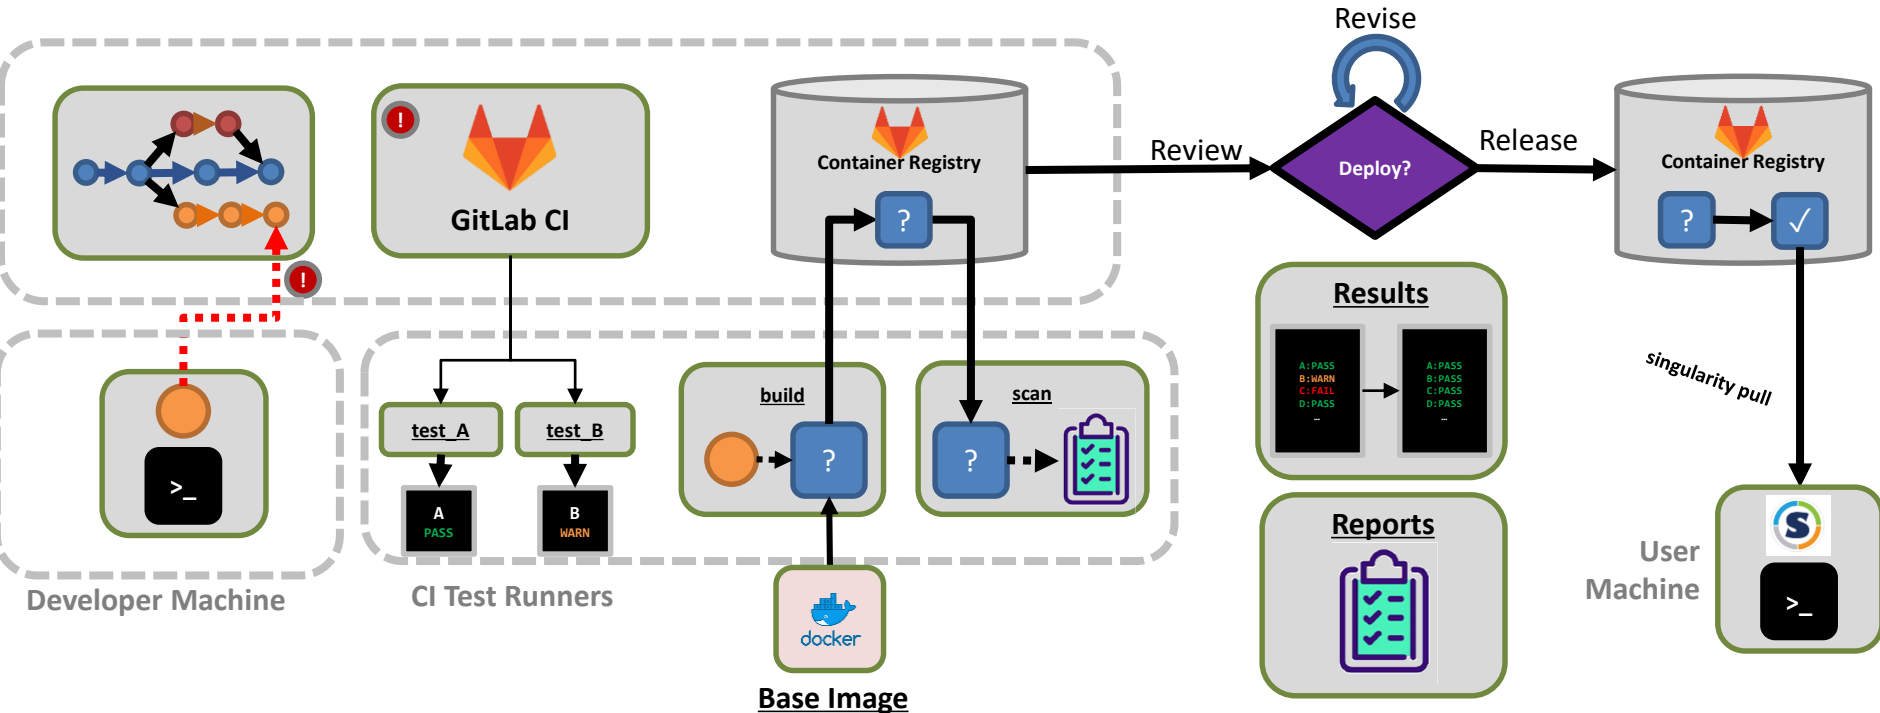 Revise
!
GitLab CI
Container Registry
?
Review
Deploy?
Release
Container Registry
?
✓
!
Results
A:PASS
B:WARN
C:FAIL
D:PASS
…
A:PASS
B:PASS
C:PASS
D:PASS
…
singularity pull
>_
Developer Machine
test_A
test_B
A
PASS
B
WARN
CI Test Runners
build
?
scan
?
docker
Base Image
Reports
User
Machine
S
>_